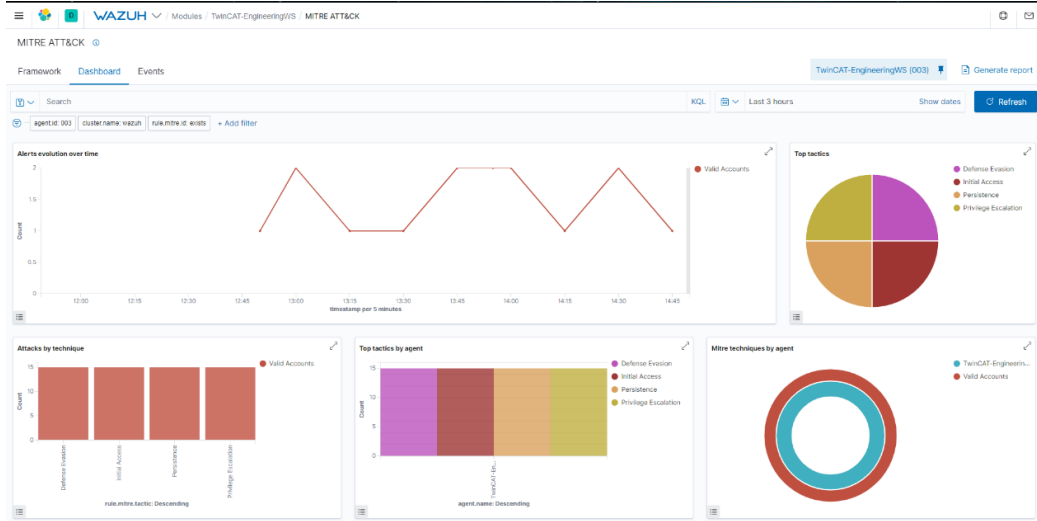 D WAZUH / Modules / TwinCAT-EngineeringWS / MITRE ATT&CK
MITRE ATT&CK
Framework Dashboard Events TwinCAT-EngineeringWS (003) Generate report
Search KQL Last 3 hours Show dates Refresh
agent.id: 003 cluster.name: wazuh rule.mitre.id: exists + Add filter
Alerts evolution over time
Valid Accounts
2
1.5
1
0.5
0
Count
12:00 12:15 12:30 12:45 13:00 13:15 13:30 13:45 14:00 14:15 14:30 14:45
timestamp per 5 minutes
Top tactics
Defense Evasion
Initial Access
Persistence
Privilege Escalation
Attacks by technique
Valid Accounts
15
10
5
0
Count
Defense Evasion
Initial Access
Persistence
Privilege Escalation
rule.mitre.tactic: Descending
Top tactics by agent
Defense Evasion
Initial Access
Persistence
Privilege Escalation
15
10
5
0
Count
TwinCAT-En...
agent.name: Descending
Mitre techniques by agent
TwinCAT-Engineerin...
Valid Accounts